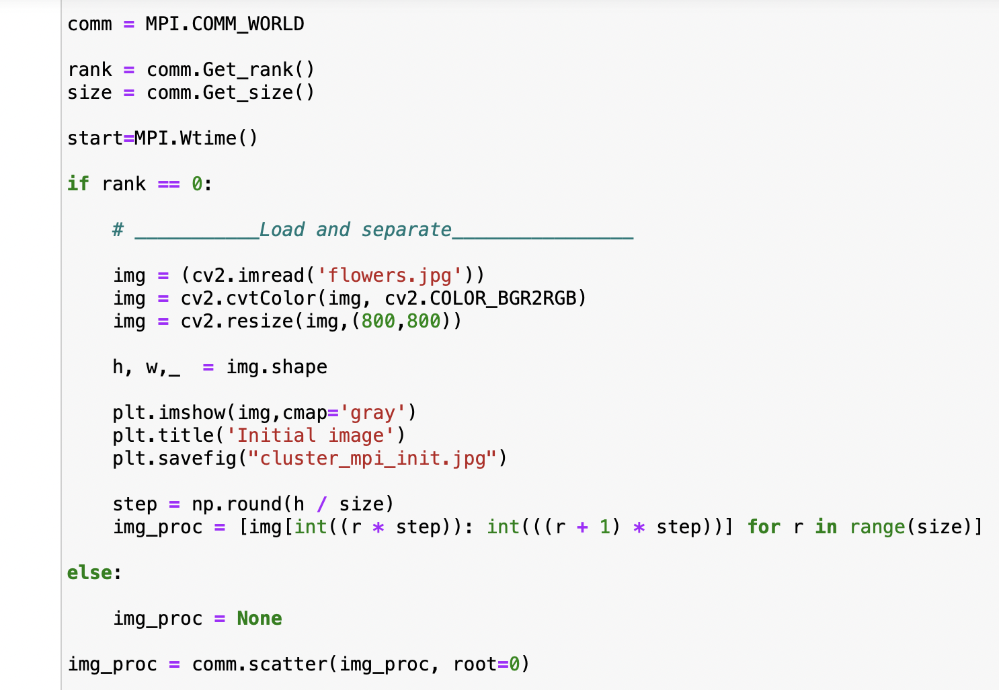 comm = MPI.COMM_WORLD
rank = comm.Get_rank()
size = comm.Get_size()
start=MPI.Wtime()
if rank == 0:
# ___________Load and separate________________
img = (cv2.imread('flowers.jpg'))
img = cv2.cvtColor(img, cv2.COLOR_BGR2RGB)
img = cv2.resize(img,(800,800))
h, w,_  = img.shape
plt.imshow(img,cmap='gray')
plt.title('Initial image')
plt.savefig("cluster_mpi_init.jpg")
step = np.round(h / size)
img_proc = [img[int((r * step)): int(((r + 1) * step))] for r in range(size)]
else:
img_proc = None
img_proc = comm.scatter(img_proc, root=0)